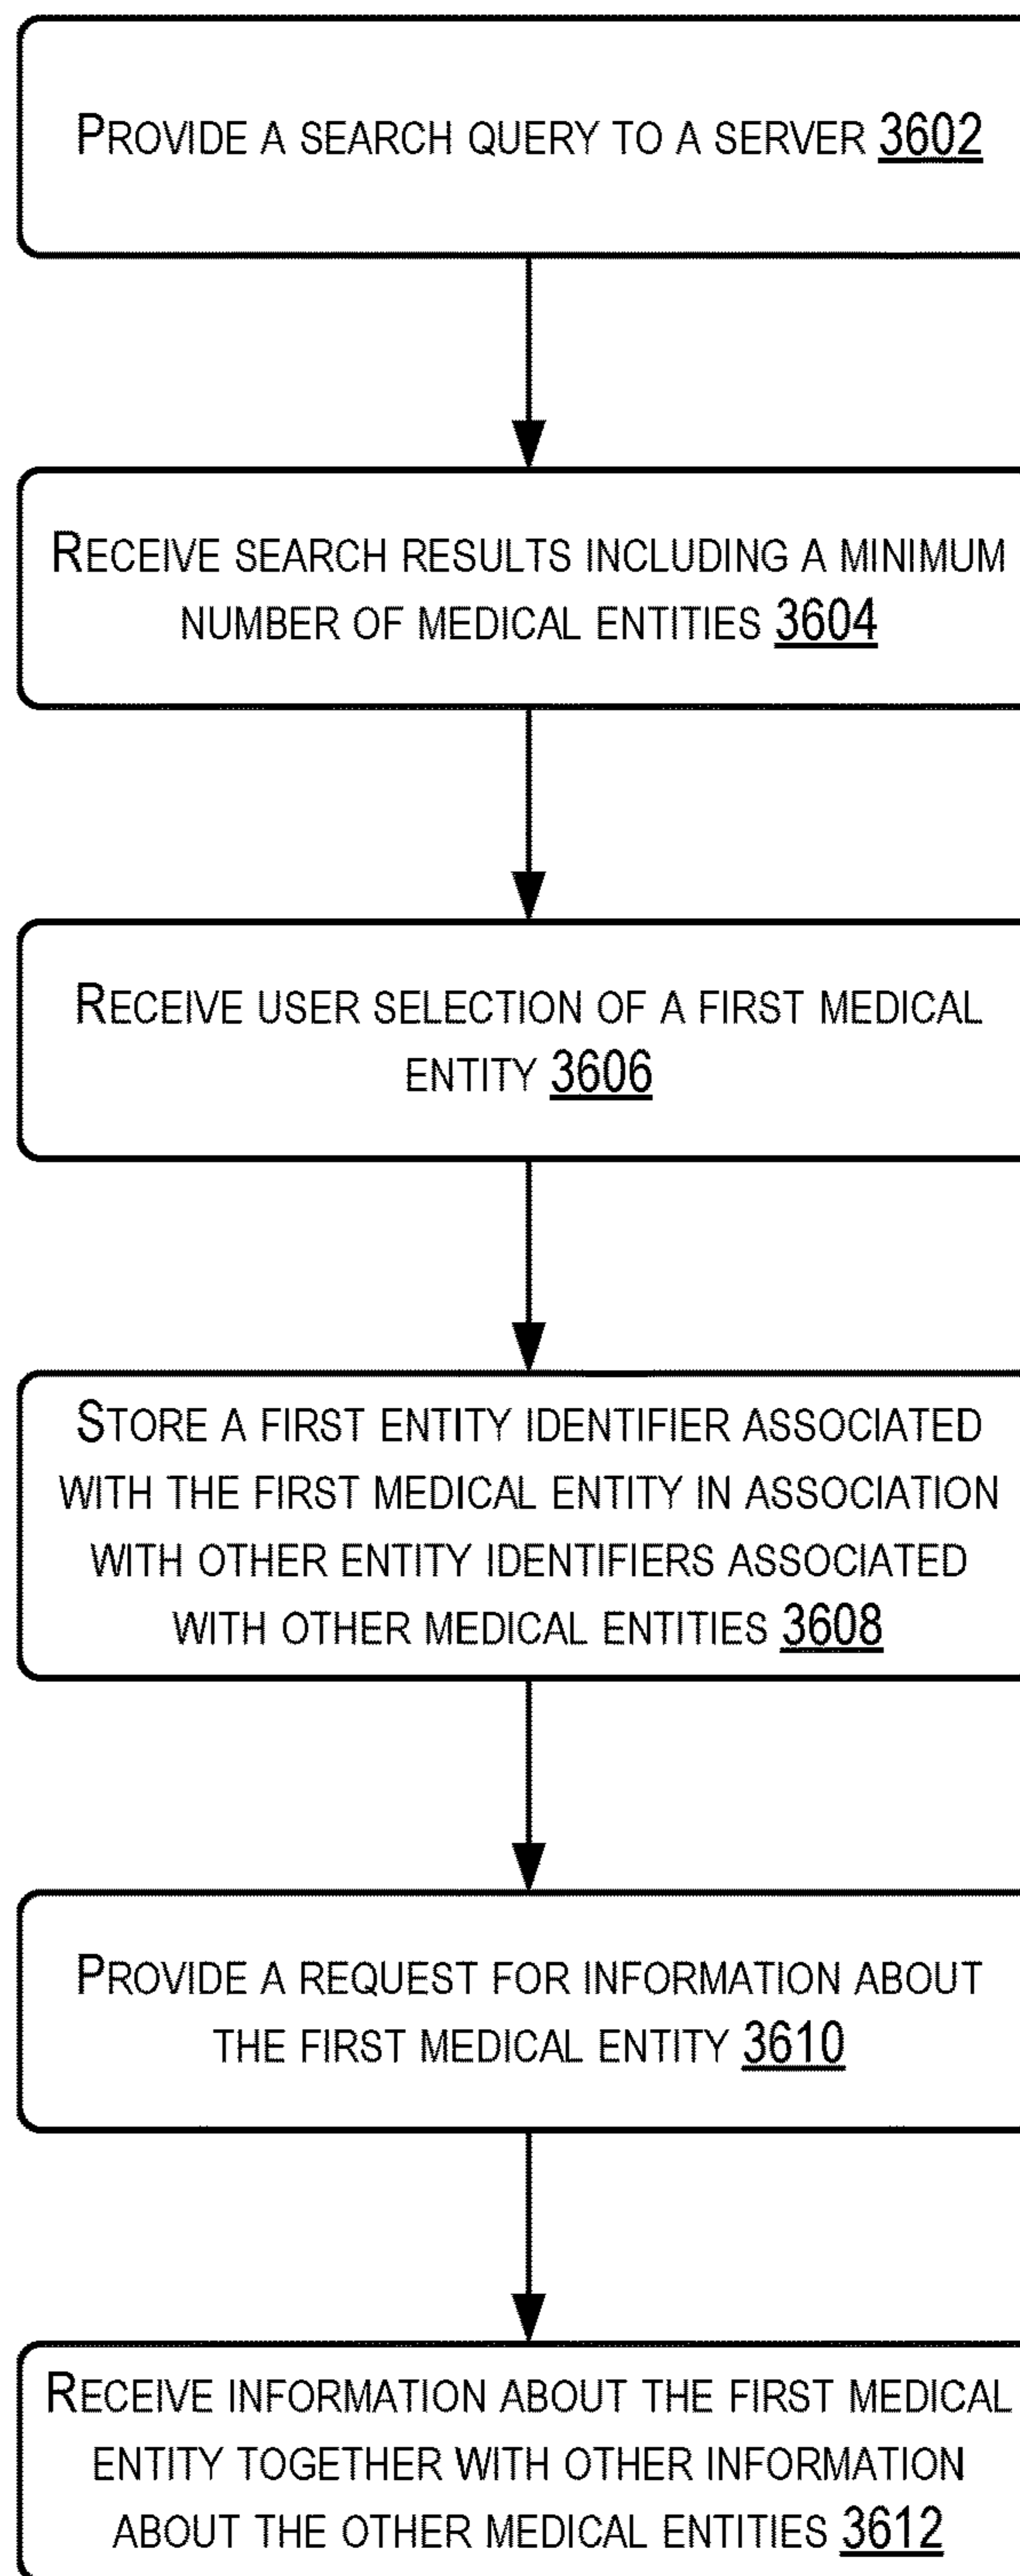 PROVIDE A SEARCH QUERY TO A SERVER 3602
RECEIVE SEARCH RESULTS INCLUDING A MINIMUM
NUMBER OF MEDICAL ENTITIES 3604
RECEIVE USER SELECTION OF A FIRST MEDICAL
ENTITY 3606
STORE A FIRST ENTITY IDENTIFIER ASSOCIATED
WITH THE FIRST MEDICAL ENTITY IN ASSOCIATION
WITH OTHER ENTITY IDENTIFIERS ASSOCIATED
WITH OTHER MEDICAL ENTITIES 3608
PROVIDE A REQUEST FOR INFORMATION ABOUT
THE FIRST MEDICAL ENTITY 3610
RECEIVE INFORMATION ABOUT THE FIRST MEDICAL
ENTITY TOGETHER WITH OTHER INFORMATION
ABOUT THE OTHER MEDICAL ENTITIES 3612